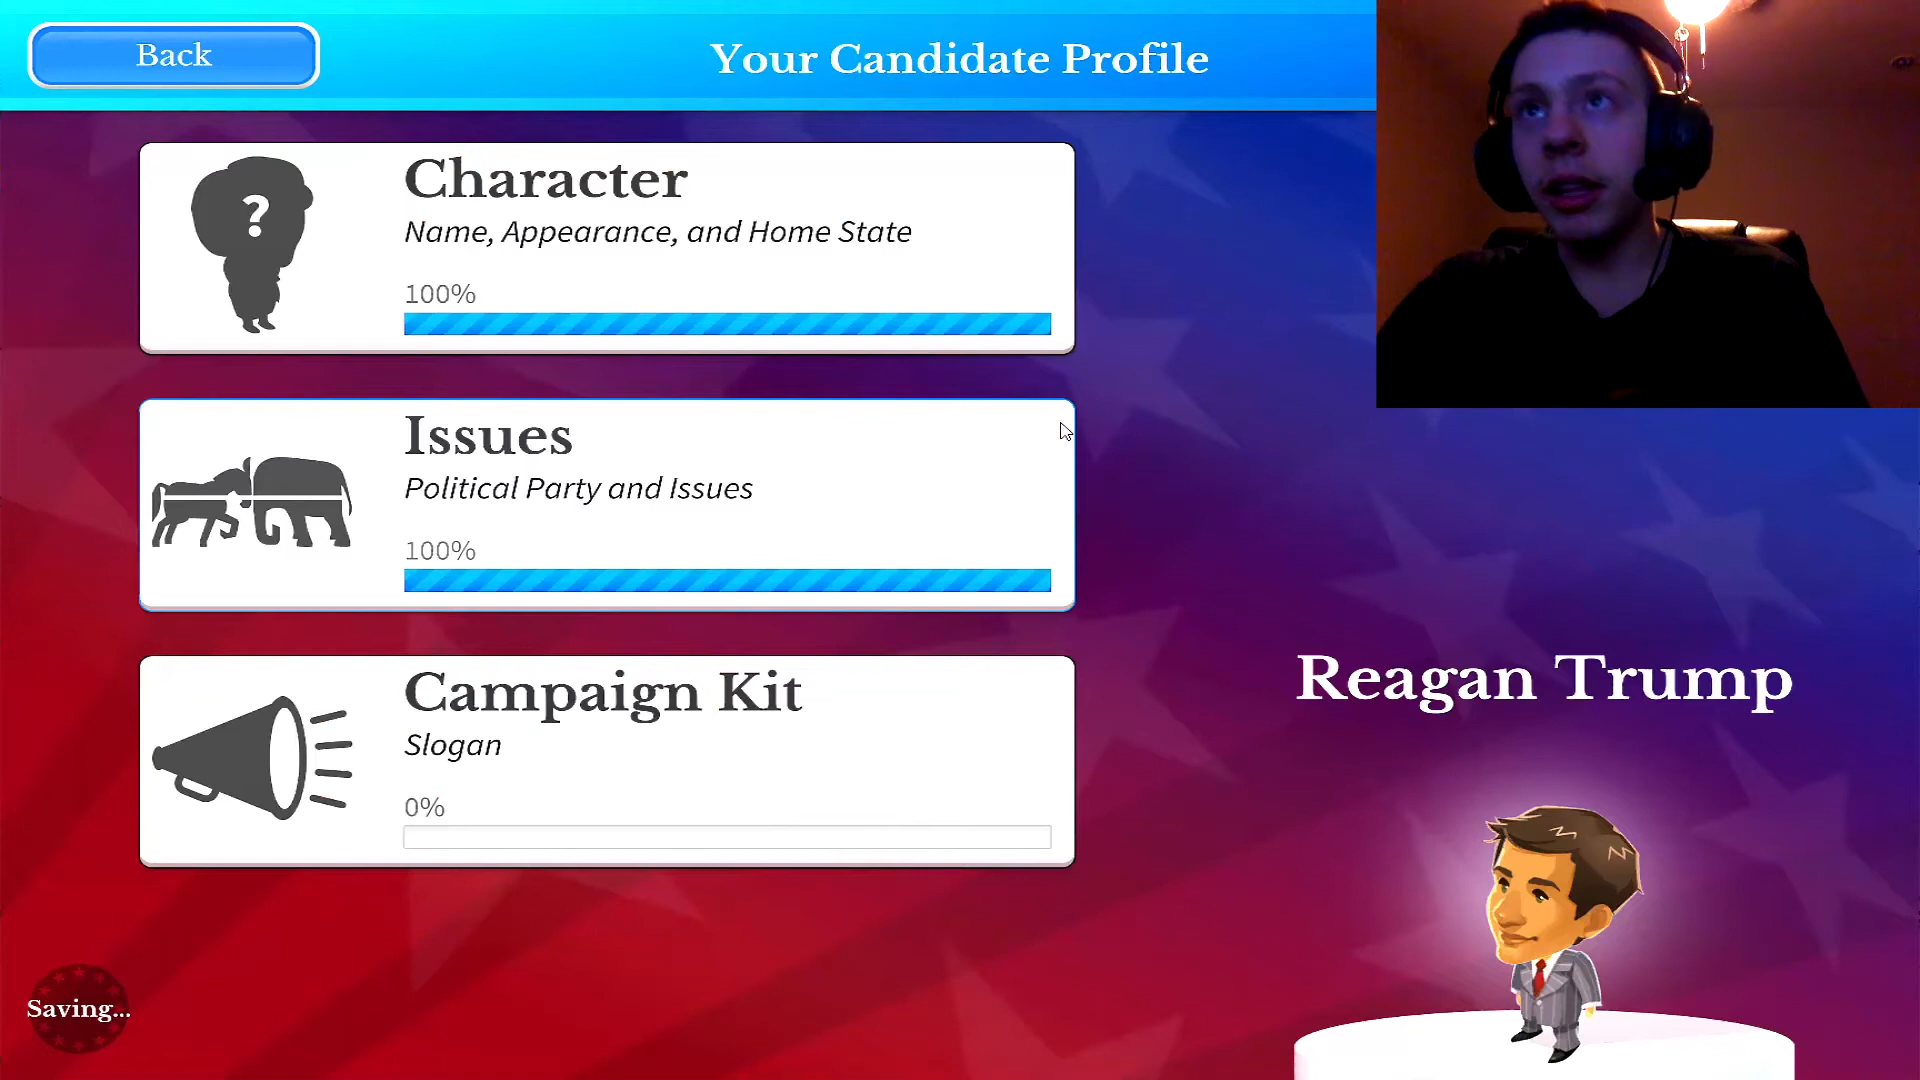 Back
Your Candidate Profile
?
Character
Name, Appearance, and Home State
100%
Issues
Political Party and Issues
100%
Campaign Kit
Slogan
0%
Reagan Trump
Saving...